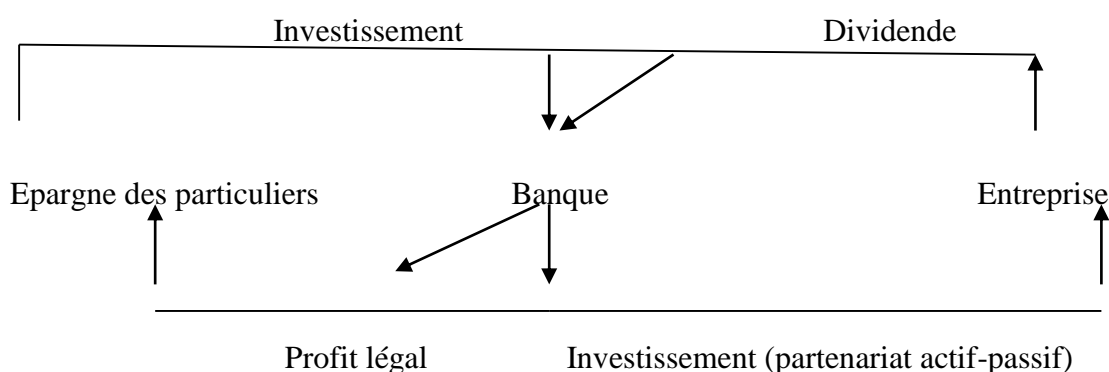 Investissement Dividende
Epargne des particuliers Banque Entreprise
Profit légal Investissement (partenariat actif-passif)